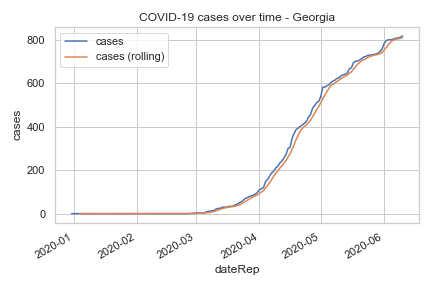 COVID-19 cases over time - Georgia
cases
cases (rolling)
800
600
400
200
0
cases
2020-01
2020-02
2020-03
2020-04
2020-05
2020-06
dateRep